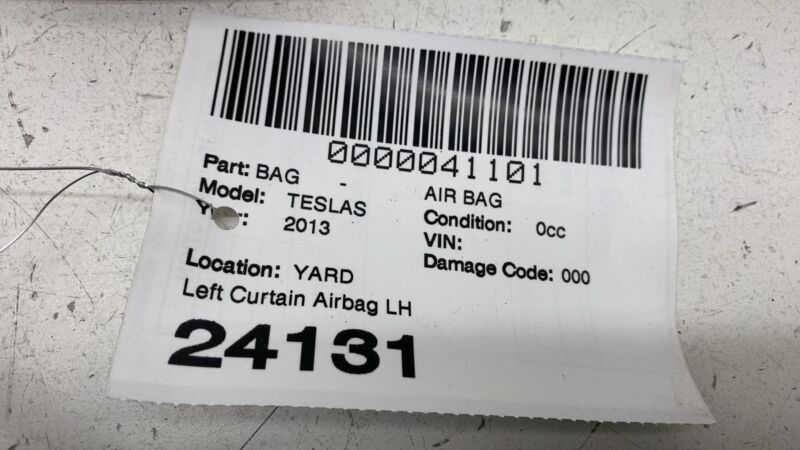 0000041101
Part: BAG - AIR BAG
Model: TESLAS Condition: 0cc
2013 VIN:
Damage Code: 000
Location: YARD
Left Curtain Airbag LH
24131